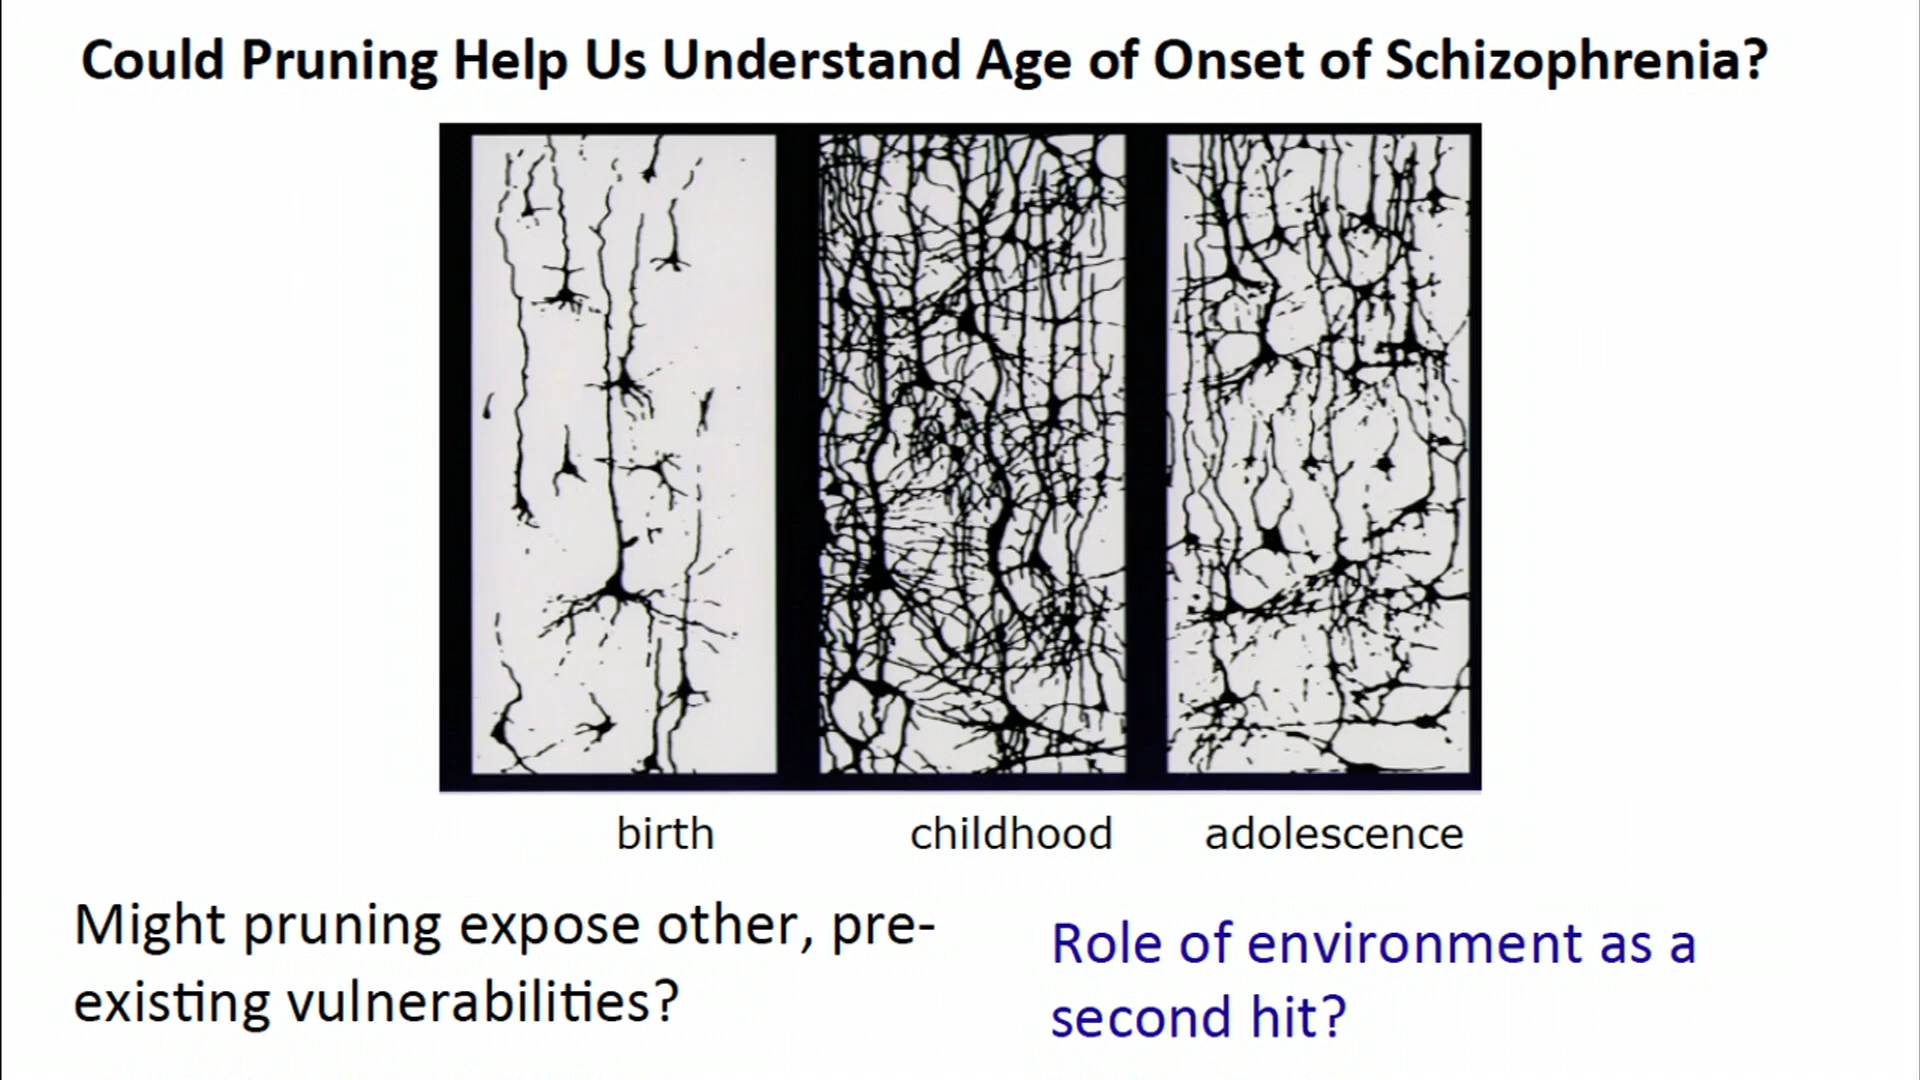 Could Pruning Help Us Understand Age of Onset of Schizophrenia?
birth
childhood
adolescence
Might pruning expose other, pre-
existing vulnerabilities?
Role of environment as a
second hit?